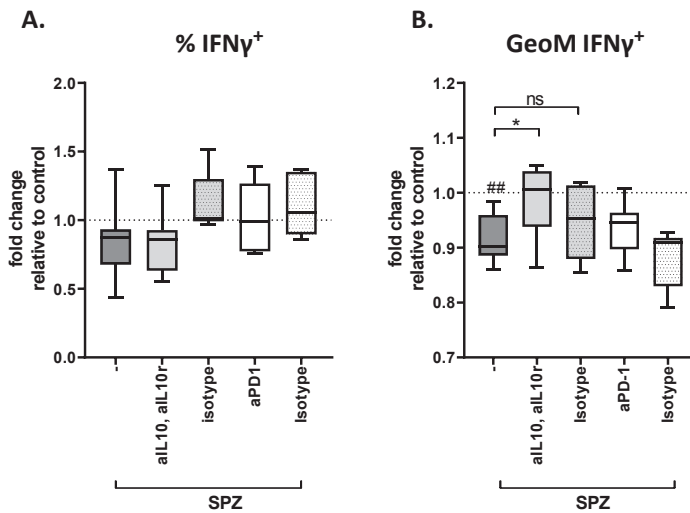 A.
% IFNγ+
fold change
relative to control
2.0
1.5
1.0
0.5
0.0
-
aIL10, aIL10r
isotype
aPD1
Isotype
SPZ
B.
GeoM IFNγ+
fold change
relative to control
1.2
1.1
1.0
0.9
0.8
0.7
ns
*
##
-
aIL10, aIL10r
Isotype
aPD-1
Isotype
SPZ